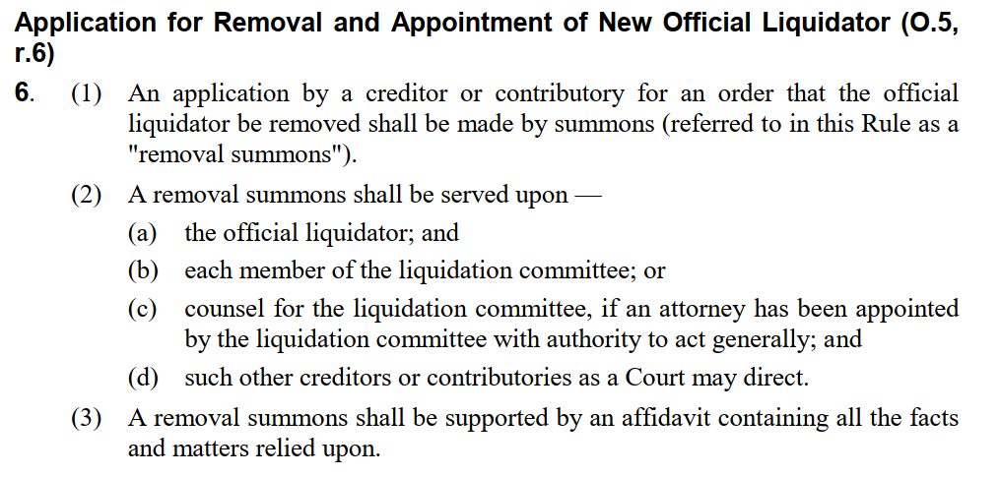 Application for Removal and Appointment of New Official Liquidator (O.5,
r.6)
6. (1) An application by a creditor or contributory for an order that the official
liquidator be removed shall be made by summons (referred to in this Rule as a
"removal summons").
(2) A removal summons shall be served upon —
(a) the official liquidator; and
(b) each member of the liquidation committee; or
(c) counsel for the liquidation committee, if an attorney has been appointed
by the liquidation committee with authority to act generally; and
(d) such other creditors or contributories as a Court may direct.
(3) A removal summons shall be supported by an affidavit containing all the facts
and matters relied upon.